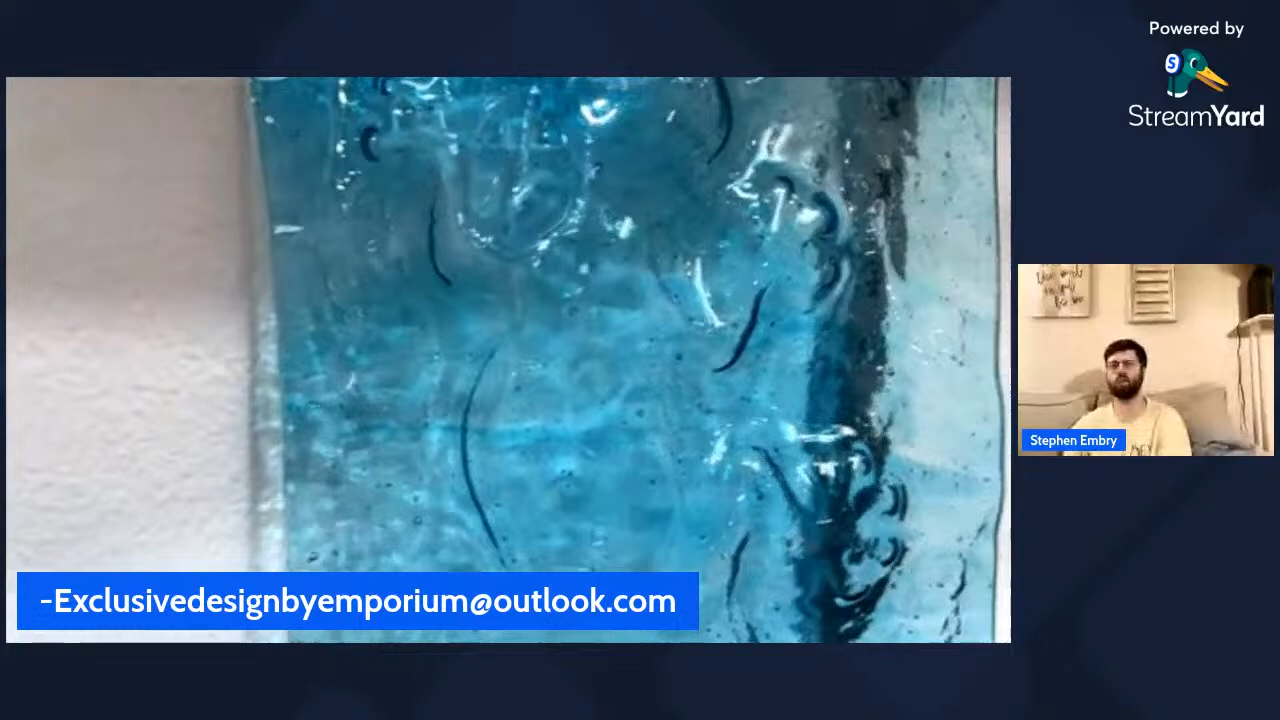 Powered by
S
StreamYard
Stephen Embry
-Exclusivedesignbyemporium@outlook.com